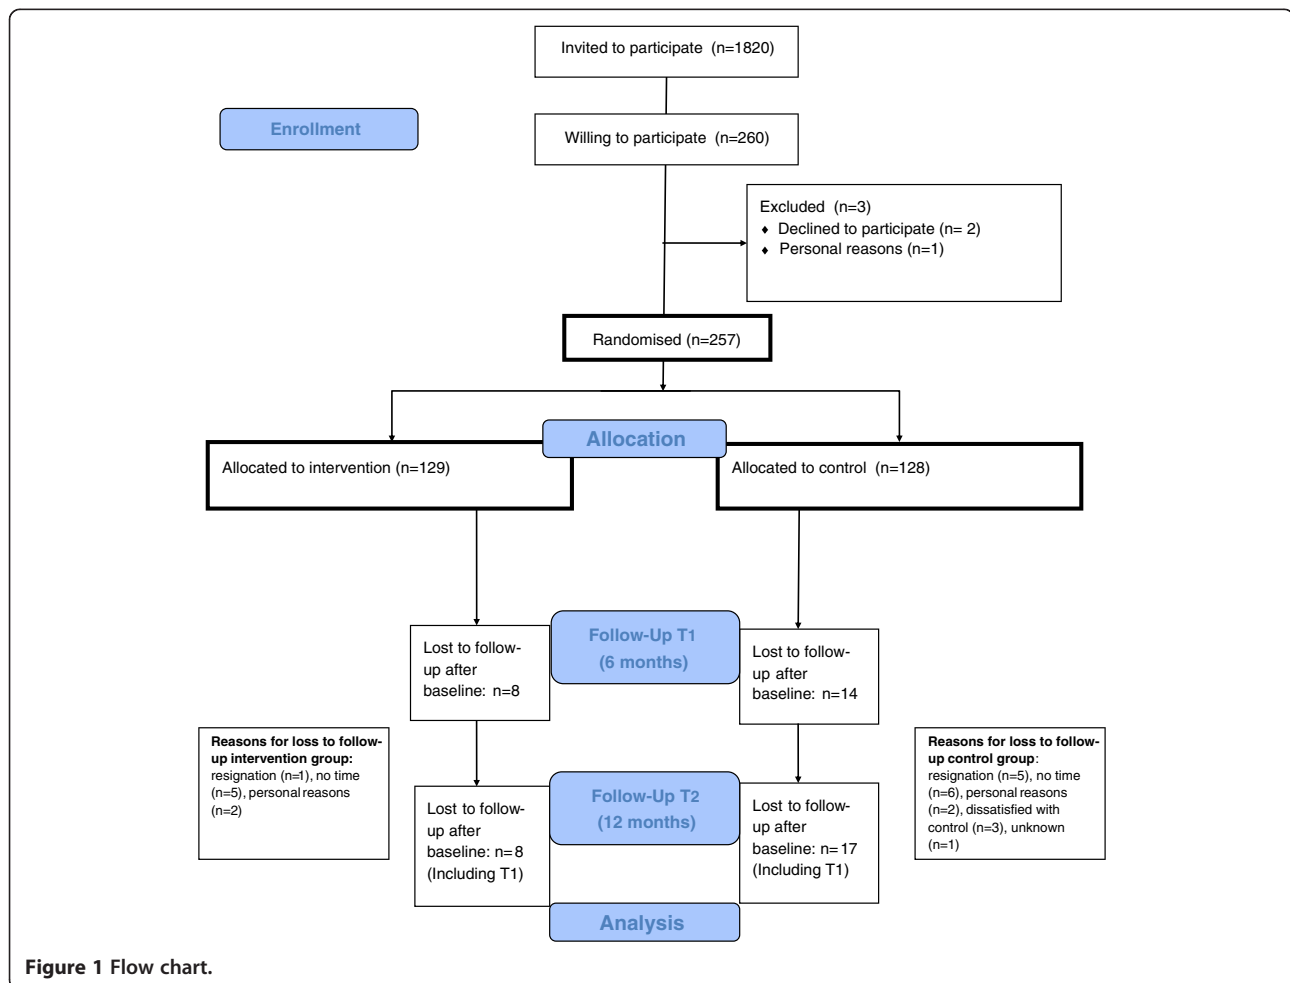 Invited to participate (n=1820)
Enrollment
Willing to participate (n=260)
Excluded (n=3)
♦ Declined to participate (n= 2)
♦ Personal reasons (n=1)
Randomised (n=257)
Allocation
Allocated to intervention (n=129)
Allocated to control (n=128)
Follow-Up T1
(6 months)
Lost to follow-
up after
baseline: n=8
Lost to follow-
up after
baseline: n=14
Reasons for loss to follow-
up intervention group:
resignation (n=1), no time
(n=5), personal reasons
(n=2)
Lost to follow-
up after
baseline: n=8
(Including T1)
Follow-Up T2
(12 months)
Lost to follow-
up after
baseline: n=17
(Including T1)
Reasons for loss to follow-
up control group:
resignation (n=5), no time
(n=6), personal reasons
(n=2), dissatisfied with
control (n=3), unknown
(n=1)
Analysis
Figure 1 Flow chart.